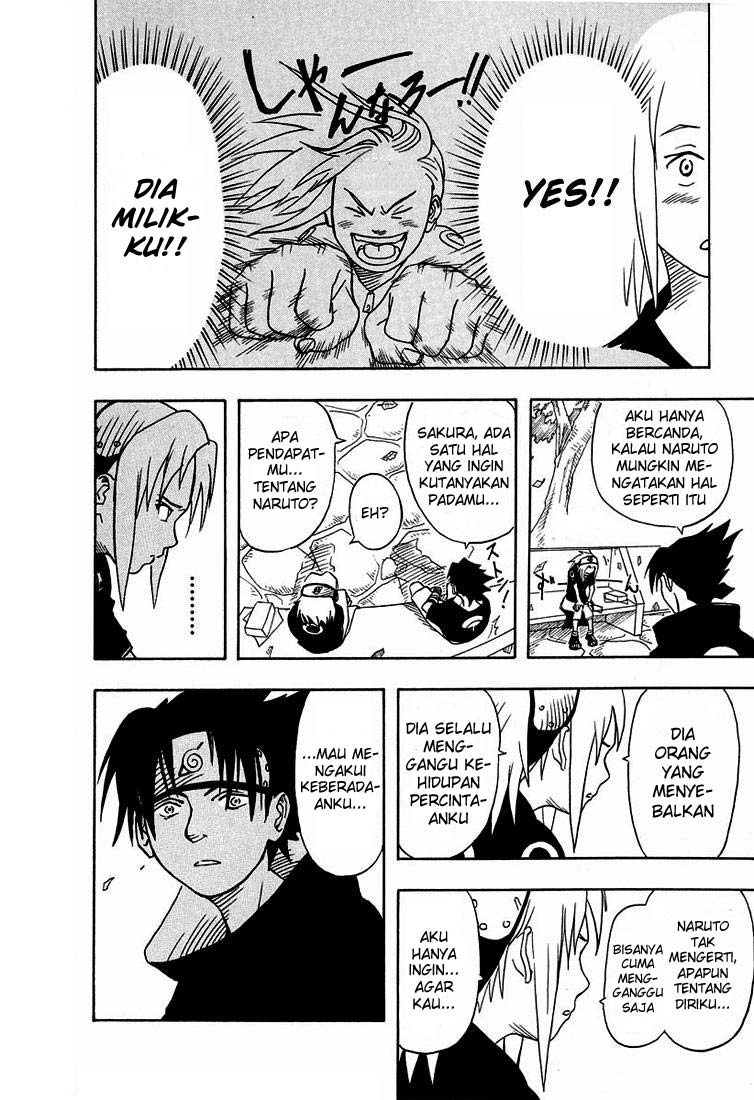 YES!!
しゃー
んなろー!!
DIA
MILIK-
KU!!
AKU HANYA
BERCANDA,
KALAU NARUTO
MUNGKIN ME-
NGATAKAN HAL
SEPERTI ITU
SAKURA, ADA
SATU HAL
YANG INGIN
KUTANYAKAN
PADAMU...
ストン!
EH?
APA
PENDAPAT-
MU...
TENTANG
NARUTO?
.........
DIA
ORANG
YANG
MENYE-
BALKAN
DIA SELALU
MENG-
GANGU KE-
HIDUPAN
PERCINTA-
ANKU
NARUTO
TAK
MENGERTI,
APAPUN
TENTANG
DIRIKU...
BISANYA
CUMA
MENG-
GANGGU
SAJA
AKU
HANYA
INGIN...
AGAR
KAU...
...MAU ME-
NGAKUI
KEBERADA-
ANKU...